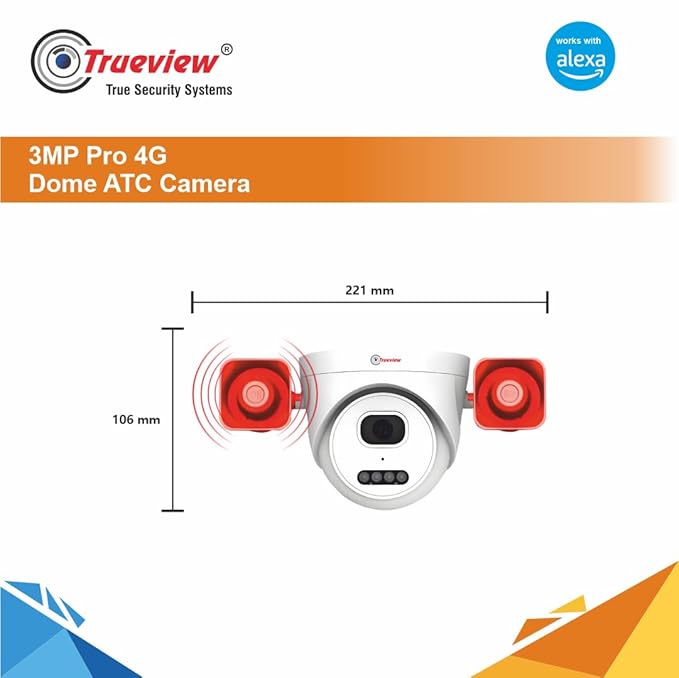 Trueview®
True Security Systems
works with
alexa
3MP Pro 4G
Dome ATC Camera
221 mm
106 mm
Trueview